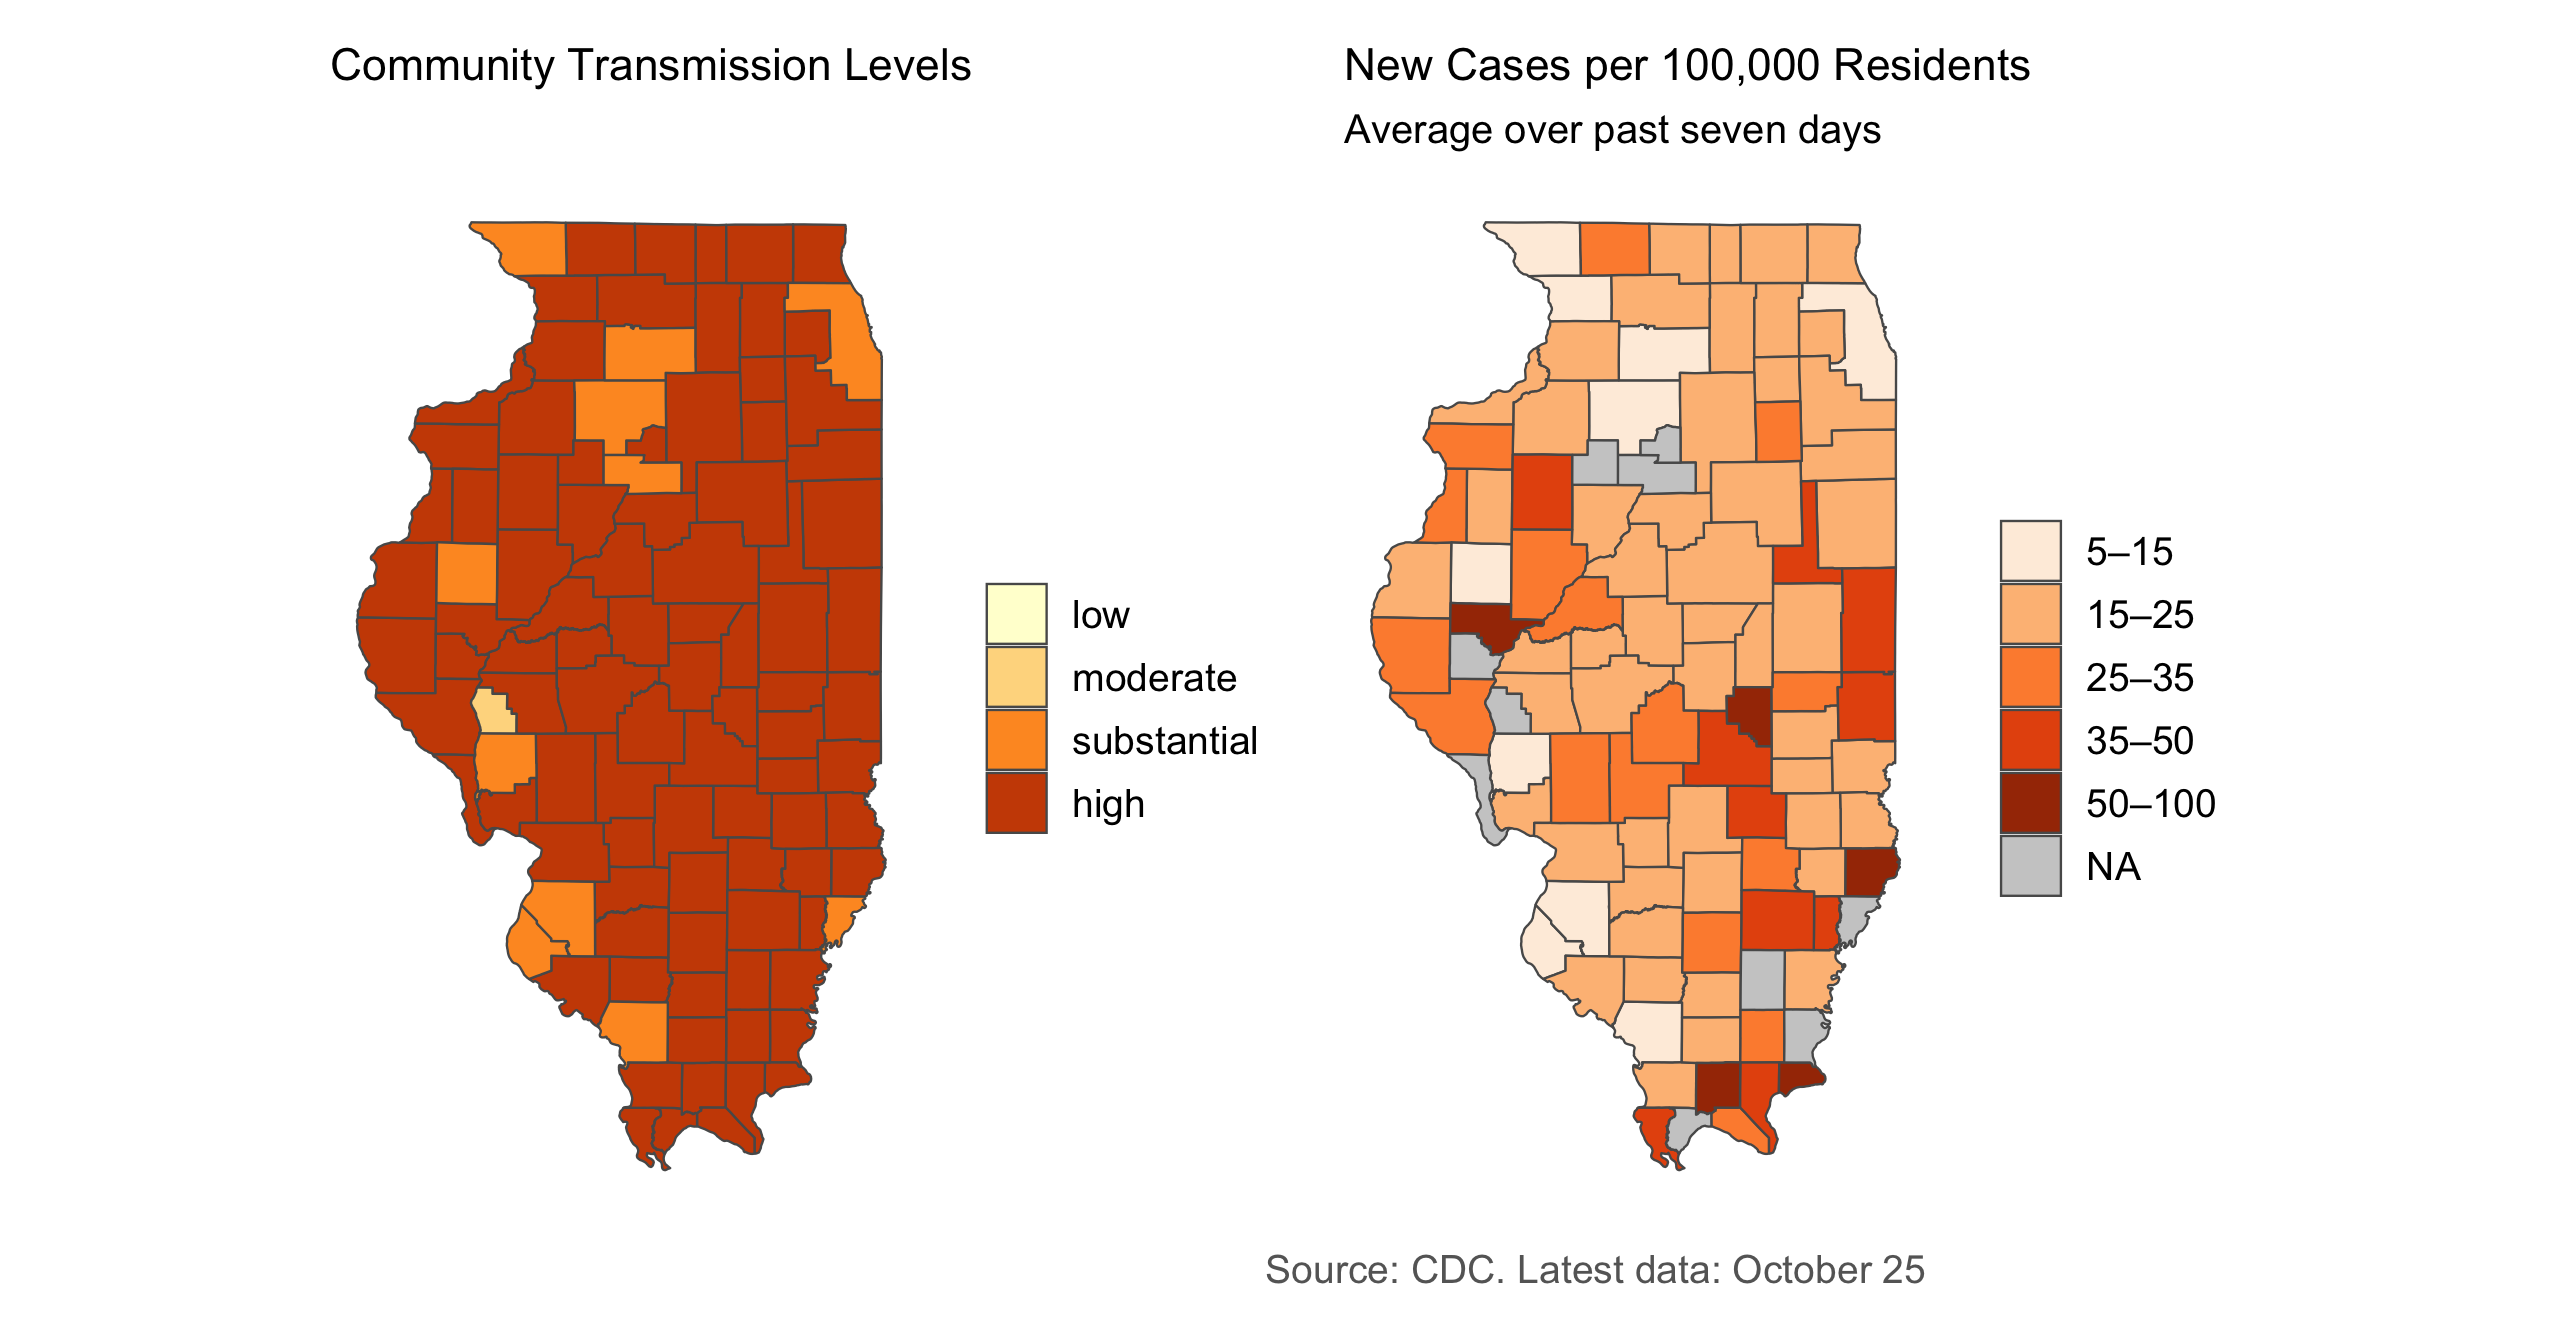 Community Transmission Levels
low
moderate
substantial
high
New Cases per 100,000 Residents
Average over past seven days
5–15
15–25
25–35
35–50
50–100
NA
Source: CDC. Latest data: October 25